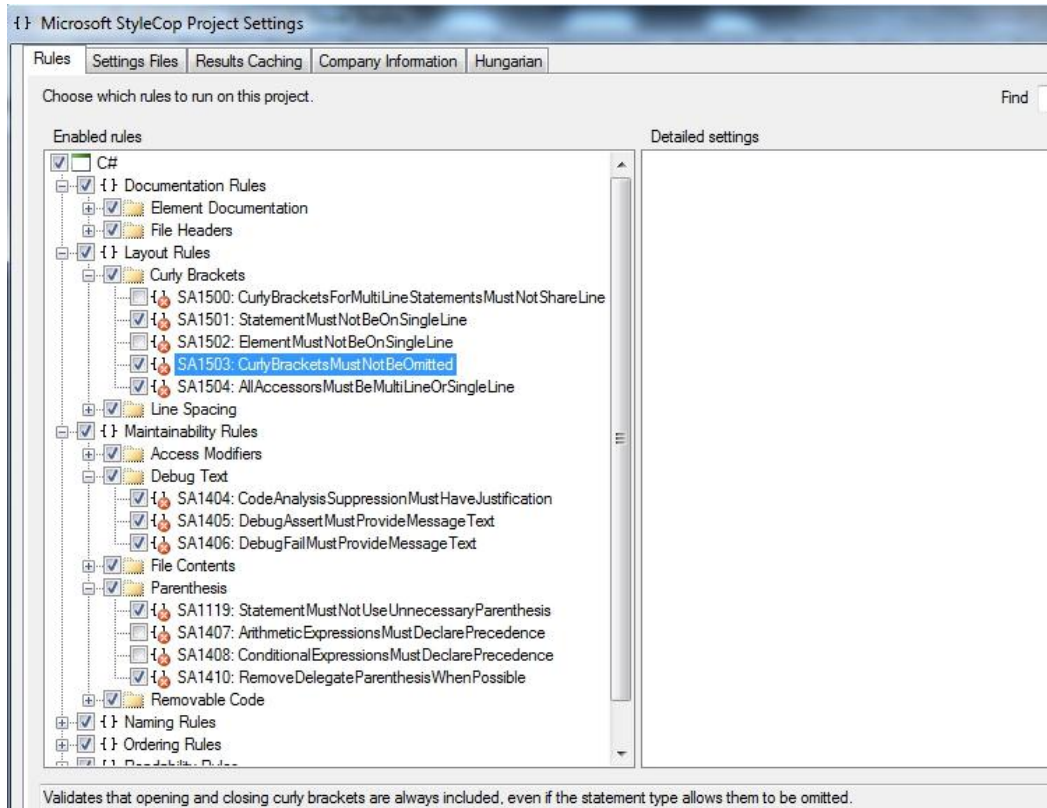 {} Microsoft StyleCop Project Settings
Rules Settings Files Results Caching Company Information Hungarian
Choose which rules to run on this project. Find
Enabled rules Detailed settings
C#
{} Documentation Rules
Element Documentation
File Headers
{} Layout Rules
Curly Brackets
SA1500: CurlyBracketsForMultiLineStatementsMustNotShareLine
SA1501: StatementMustNotBeOnSingleLine
SA1502: ElementMustNotBeOnSingleLine
SA1503: CurlyBracketsMustNotBeOmitted
SA1504: AllAccessorsMustBeMultiLineOrSingleLine
Line Spacing
{} Maintainability Rules
Access Modifiers
Debug Text
SA1404: CodeAnalysisSuppressionMustHaveJustification
SA1405: DebugAssertMustProvideMessageText
SA1406: DebugFailMustProvideMessageText
File Contents
Parenthesis
SA1119: StatementMustNotUseUnnecessaryParenthesis
SA1407: ArithmeticExpressionsMustDeclarePrecedence
SA1408: ConditionalExpressionsMustDeclarePrecedence
SA1410: RemoveDelegateParenthesisWhenPossible
Removable Code
{} Naming Rules
{} Ordering Rules
{} Readability Rules
Validates that opening and closing curly brackets are always included, even if the statement type allows them to be omitted.